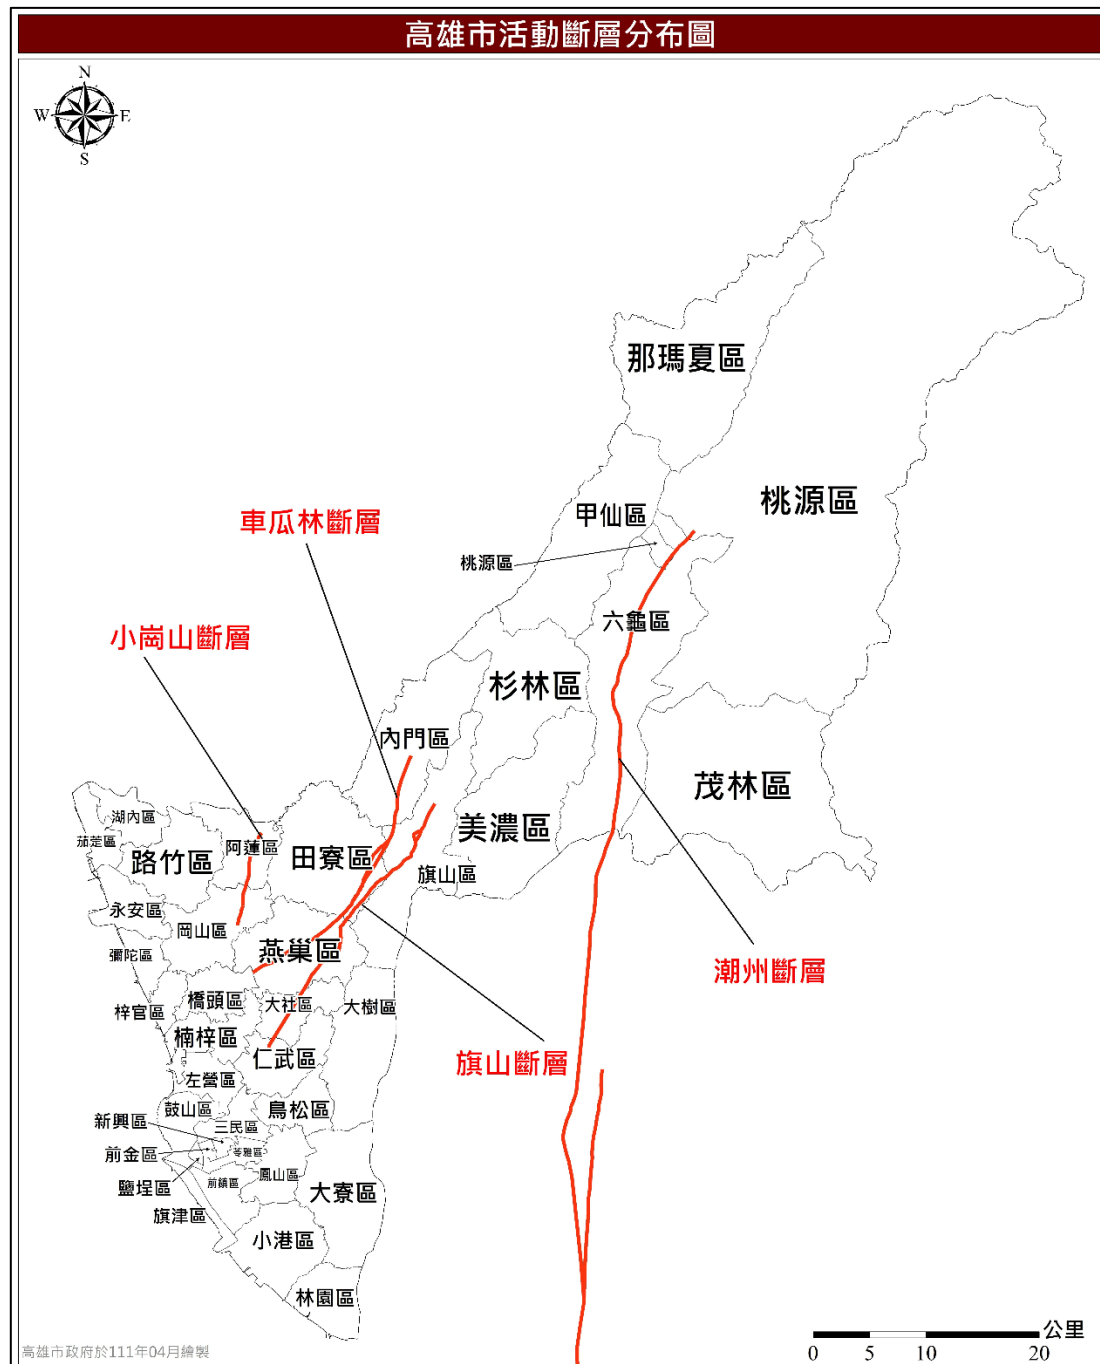 高雄市活動斷層分布圖
N
W
E
S
那瑪夏區
桃源區
甲仙區
車瓜林斷層
桃源區
六龜區
小崗山斷層
杉林區
內門區
茂林區
湖內區
美濃區
茄萣區
阿蓮區
路竹區
田寮區
旗山區
永安區
岡山區
燕巢區
彌陀區
潮州斷層
橋頭區
大社區
大樹區
梓官區
楠梓區
仁武區
旗山斷層
左營區
鼓山區
鳥松區
新興區
三民區
前金區
苓雅區
鹽埕區
前鎮區
鳳山區
大寮區
旗津區
小港區
林園區
公里
0
5
10
20
高雄市政府於111年04月繪製